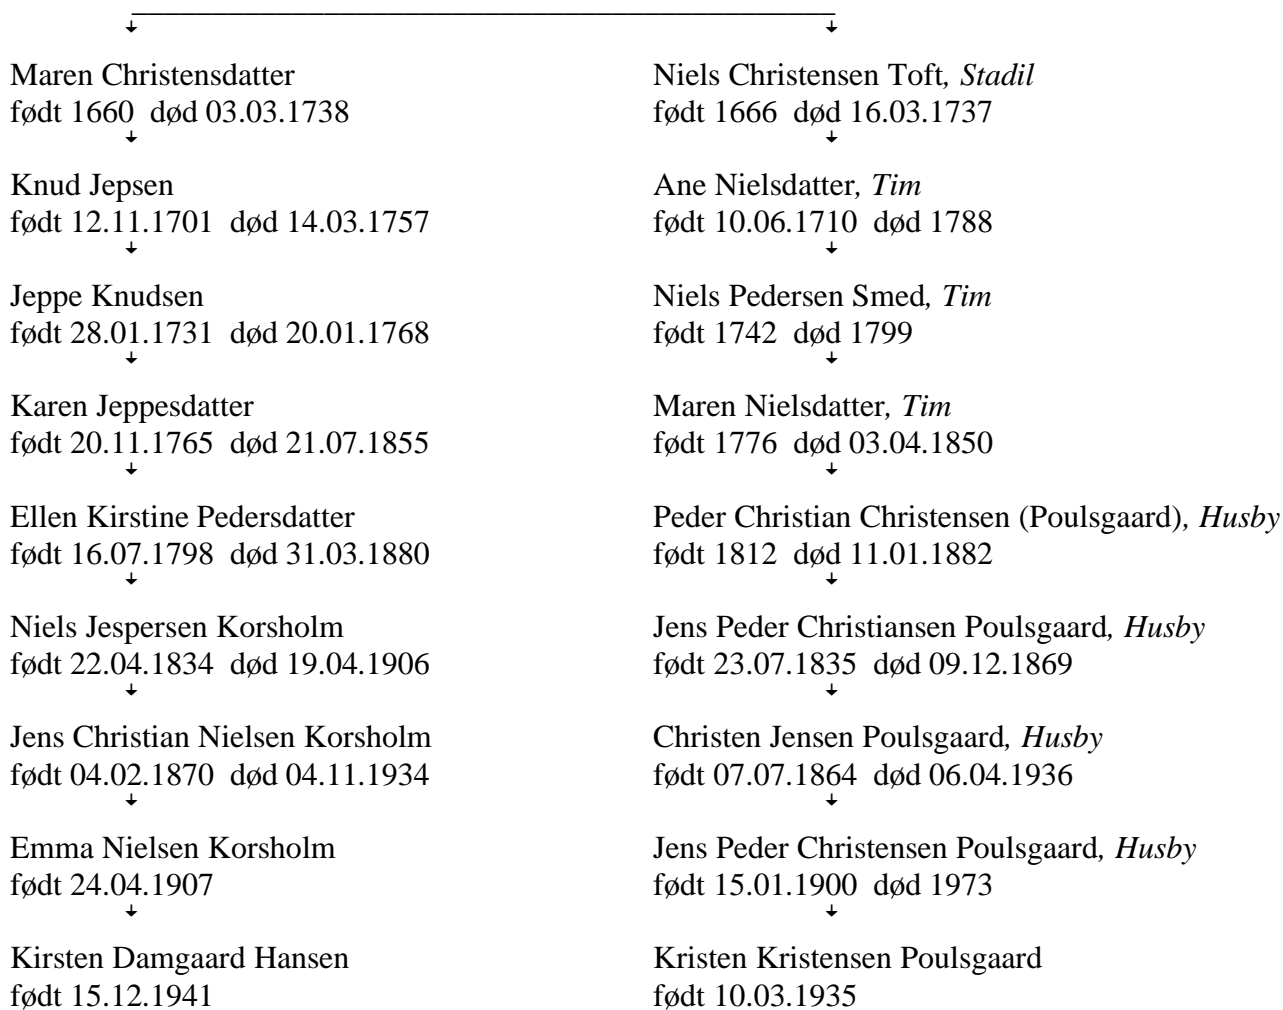 Maren Christensdatter
født 1660 død 03.03.1738
Knud Jepsen
født 12.11.1701 død 14.03.1757
Jeppe Knudsen
født 28.01.1731 død 20.01.1768
Karen Jeppesdatter
født 20.11.1765 død 21.07.1855
Ellen Kirstine Pedersdatter
født 16.07.1798 død 31.03.1880
Niels Jespersen Korsholm
født 22.04.1834 død 19.04.1906
Jens Christian Nielsen Korsholm
født 04.02.1870 død 04.11.1934
Emma Nielsen Korsholm
født 24.04.1907
Kirsten Damgaard Hansen
født 15.12.1941
Niels Christensen Toft, Stadil
født 1666 død 16.03.1737
Ane Nielsdatter, Tim
født 10.06.1710 død 1788
Niels Pedersen Smed, Tim
født 1742 død 1799
Maren Nielsdatter, Tim
født 1776 død 03.04.1850
Peder Christian Christensen (Poulsgaard), Husby
født 1812 død 11.01.1882
Jens Peder Christiansen Poulsgaard, Husby
født 23.07.1835 død 09.12.1869
Christen Jensen Poulsgaard, Husby
født 07.07.1864 død 06.04.1936
Jens Peder Christensen Poulsgaard, Husby
født 15.01.1900 død 1973
Kristen Kristensen Poulsgaard
født 10.03.1935